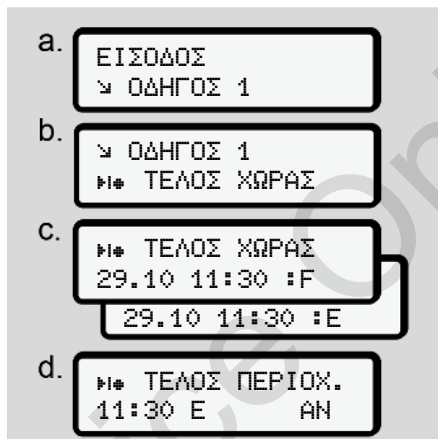 a.
ΕΙΣΟΔΟΣ
↘ ΟΔΗΓΟΣ 1
b.
↘ ΟΔΗΓΟΣ 1
ΤΕΛΟΣ ΧΩΡΑΣ
c.
ΤΕΛΟΣ ΧΩΡΑΣ
29.10 11:30 :F
29.10 11:30 :E
d.
ΤΕΛΟΣ ΠΕΡΙΟΧ.
11:30 E AN